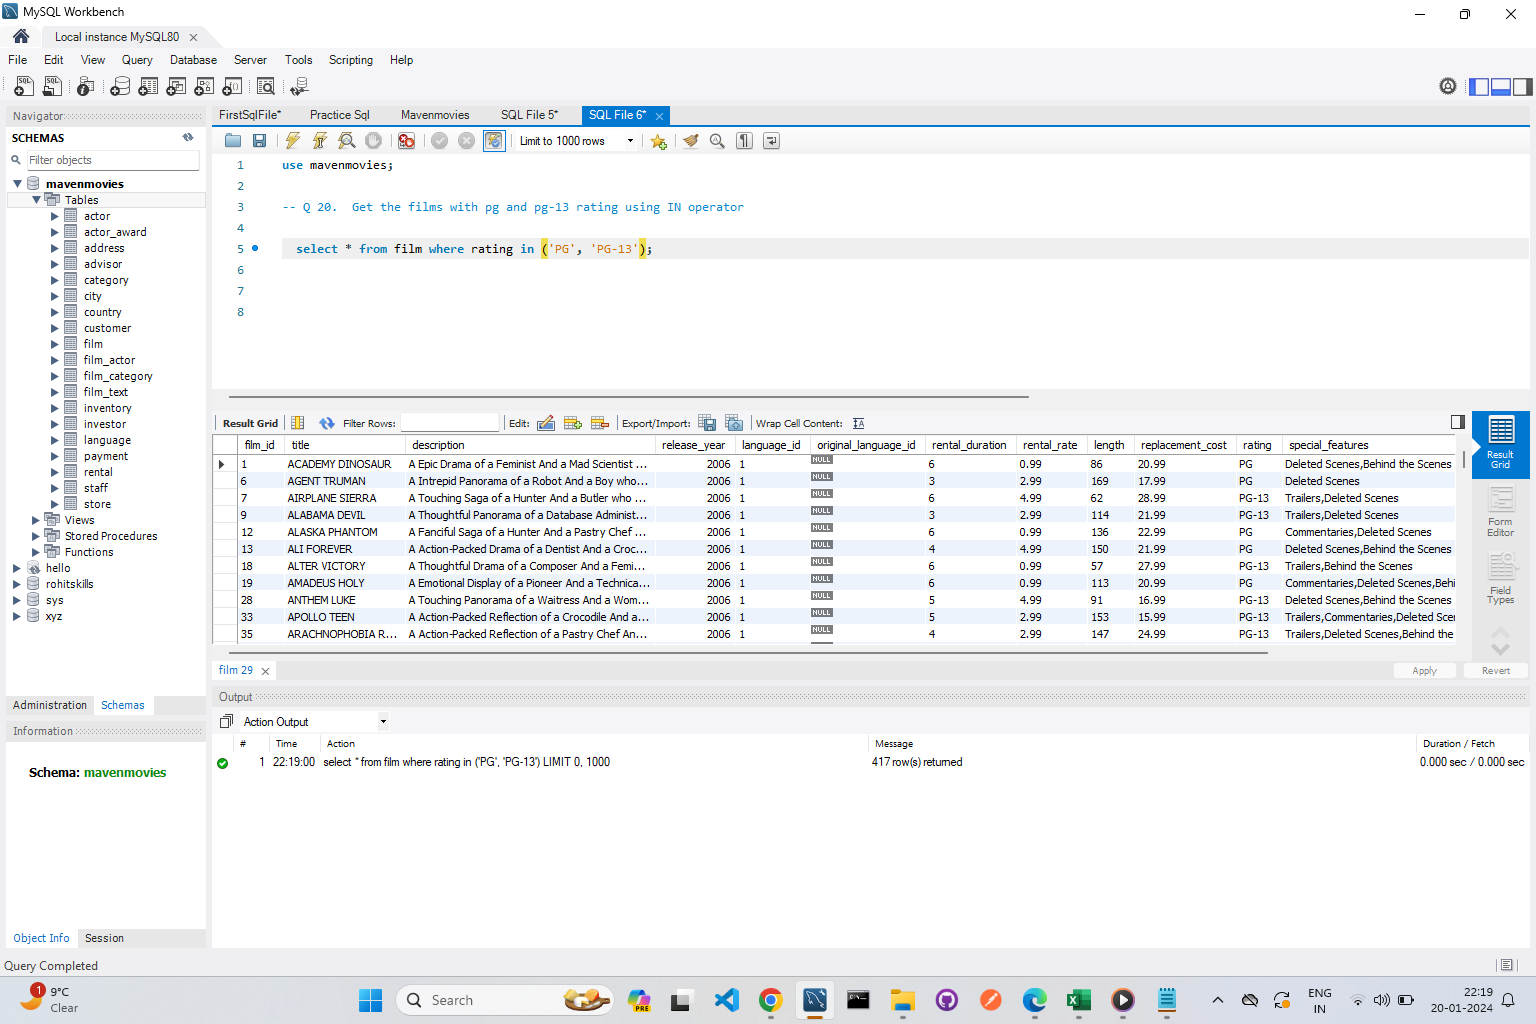 MySQL Workbench
Local instance MySQL80
File Edit View Query Database Server Tools Scripting Help
Navigator
SCHEMAS
Filter objects
mavenmovies
Tables
actor
actor_award
address
advisor
category
city
country
customer
film
film_actor
film_category
film_text
inventory
investor
language
payment
rental
staff
store
Views
Stored Procedures
Functions
hello
rohitskills
sys
xyz
Administration Schemas
Information
Schema: mavenmovies
Object Info Session
FirstSqlFile* Practice Sql Mavenmovies SQL File 5* SQL File 6*
Limit to 1000 rows
1 use mavenmovies;
2
3 -- Q 20.  Get the films with pg and pg-13 rating using IN operator
4
5 select * from film where rating in ('PG', 'PG-13');
6
7
8
Result Grid Filter Rows: Edit: Export/Import: Wrap Cell Content:
film_id title description release_year language_id original_language_id rental_duration rental_rate length replacement_cost rating special_features
1 ACADEMY DINOSAUR A Epic Drama of a Feminist And a Mad Scientist ... 2006 1 NULL 6 0.99 86 20.99 PG Deleted Scenes,Behind the Scenes
6 AGENT TRUMAN A Intrepid Panorama of a Robot And a Boy who... 2006 1 NULL 3 2.99 169 17.99 PG Deleted Scenes
7 AIRPLANE SIERRA A Touching Saga of a Hunter And a Butler who ... 2006 1 NULL 6 4.99 62 28.99 PG-13 Trailers,Deleted Scenes
9 ALABAMA DEVIL A Thoughtful Panorama of a Database Administ... 2006 1 NULL 3 2.99 114 21.99 PG-13 Trailers,Deleted Scenes
12 ALASKA PHANTOM A Fanciful Saga of a Hunter And a Pastry Chef ... 2006 1 NULL 6 0.99 136 22.99 PG Commentaries,Deleted Scenes
13 ALI FOREVER A Action-Packed Drama of a Dentist And a Croc... 2006 1 NULL 4 4.99 150 21.99 PG Deleted Scenes,Behind the Scenes
18 ALTER VICTORY A Thoughtful Drama of a Composer And a Femi... 2006 1 NULL 6 0.99 57 27.99 PG-13 Trailers,Behind the Scenes
19 AMADEUS HOLY A Emotional Display of a Pioneer And a Technica... 2006 1 NULL 6 0.99 113 20.99 PG Commentaries,Deleted Scenes,Behi
28 ANTHEM LUKE A Touching Panorama of a Waitress And a Wom... 2006 1 NULL 5 4.99 91 16.99 PG-13 Deleted Scenes,Behind the Scenes
33 APOLLO TEEN A Action-Packed Reflection of a Crocodile And a... 2006 1 NULL 5 2.99 153 15.99 PG-13 Trailers,Commentaries,Deleted Scer
35 ARACHNOPHOBIA R... A Action-Packed Reflection of a Pastry Chef An... 2006 1 NULL 4 2.99 147 24.99 PG-13 Trailers,Deleted Scenes,Behind the
Result Grid
Form Editor
Field Types
film 29 Apply Revert
Output
Action Output
# Time Action Message Duration / Fetch
1 22:19:00 select * from film where rating in ('PG', 'PG-13') LIMIT 0, 1000 417 row(s) returned 0.000 sec / 0.000 sec
Query Completed
1 9°C
Clear
Search
PRE
ENG
IN
22:19
20-01-2024